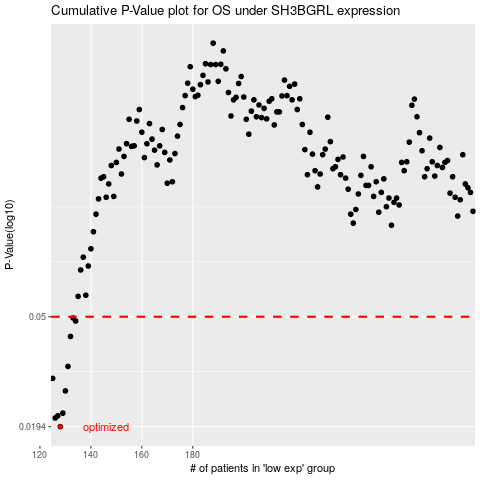 Cumulative P-Value plot for OS under SH3BGRL expression
P-Value(log10)
0.05
0.0194
optimized
120 140 160 180
# of patients in 'low exp' group